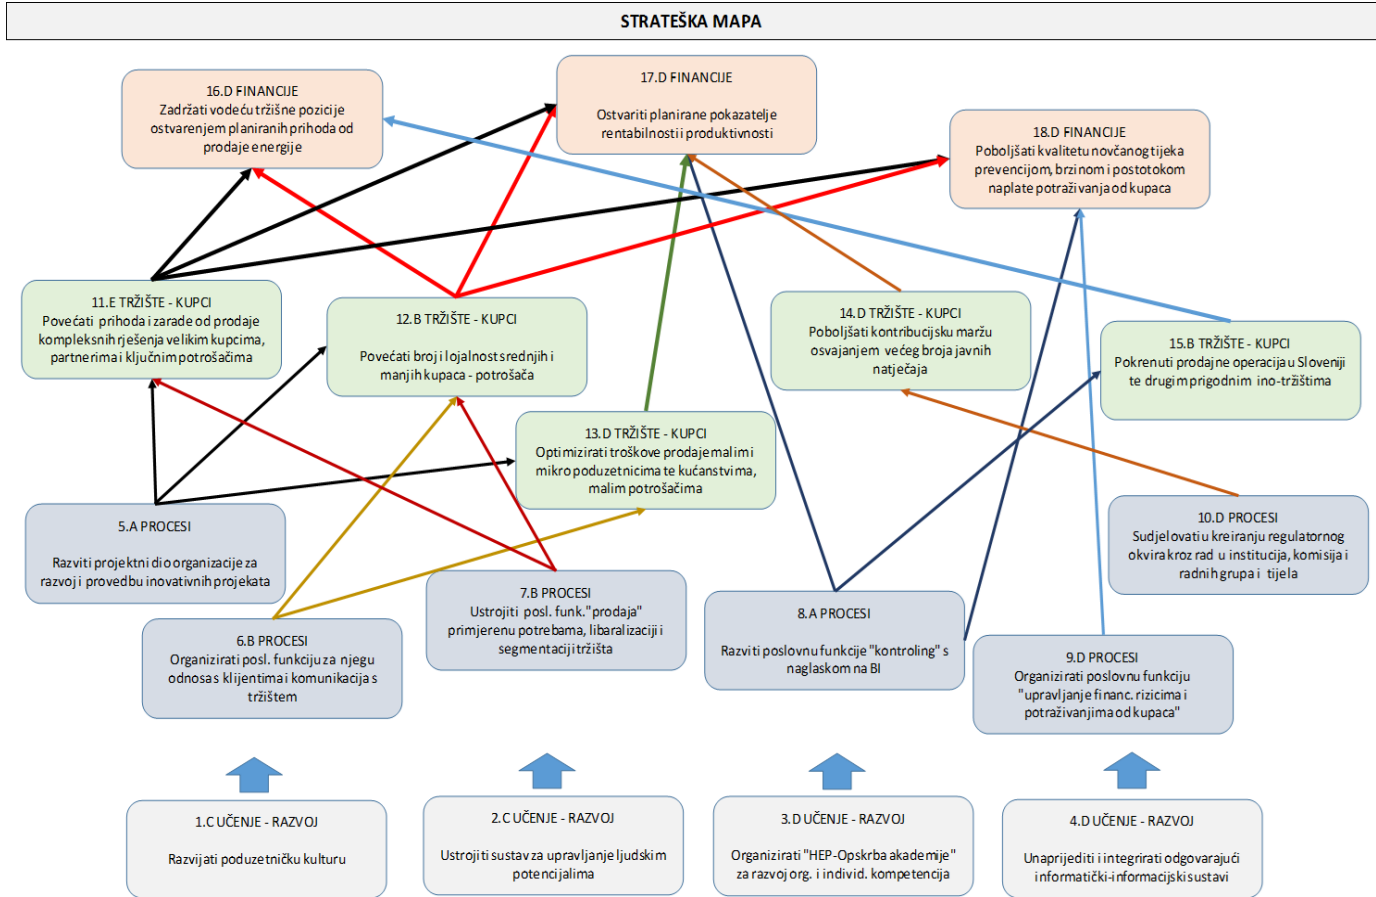 STRATEŠKA MAPA
16.D FINANCIJE
Zadržati vodeću tržišne pozicije
ostvarenjem planiranih prihoda od
prodaje energije
17.D FINANCIJE
Ostvariti planirane pokazatelje
rentabilnosti i produktivnosti
18.D FINANCIJE
Poboljšati kvalitetu novčanog tijeka
prevencijom, brzinom i postotokom
naplate potraživanja od kupaca
11.E TRŽIŠTE - KUPCI
Povećati prihoda i zarade od prodaje
kompleksnih rješenja velikim kupcima,
partnerima i ključnim potrošačima
12.B TRŽIŠTE - KUPCI
Povećati broj i lojalnost srednjih i
manjih kupaca - potrošača
14.D TRŽIŠTE - KUPCI
Poboljšati kontribucijsku maržu
osvajanjem većeg broja javnih
natječaja
15.B TRŽIŠTE - KUPCI
Pokrenuti prodajne operacija u Sloveniji
te drugim prigodnim ino-tržištima
13.D TRŽIŠTE - KUPCI
Optimizirati troškove prodaje malim i
mikro poduzetnicima te kućanstvima,
malim potrošačima
5.A PROCESI
Razviti projektni dio organizacije za
razvoj i provedbu inovativnih projekata
10.D PROCESI
Sudjelovati u kreiranju regulatornog
okvira kroz rad u institucija, komisija i
radnih grupa i tijela
7.B PROCESI
Ustrojiti posl. funk."prodaja"
primjerenu potrebama, libaralizaciji i
segmentaciji tržišta
8.A PROCESI
Razviti poslovnu funkcije "kontroling" s
naglaskom na BI
6.B PROCESI
Organizirati posl. funkciju za njegu
odnosa s klijentima i komunikacija s
tržištem
9.D PROCESI
Organizirati poslovnu funkciju
"upravljanje financ. rizicima i
potraživanjima od kupaca"
1.C UČENJE - RAZVOJ
Razvijati poduzetničku kulturu
2.C UČENJE - RAZVOJ
Ustrojiti sustav za upravljanje ljudskim
potencijalima
3.D UČENJE - RAZVOJ
Organizirati "HEP-Opskrba akademije"
za razvoj org. i individ. kompetencija
4.D UČENJE - RAZVOJ
Unaprijediti i integrirati odgovarajući
informatički-informacijski sustavi